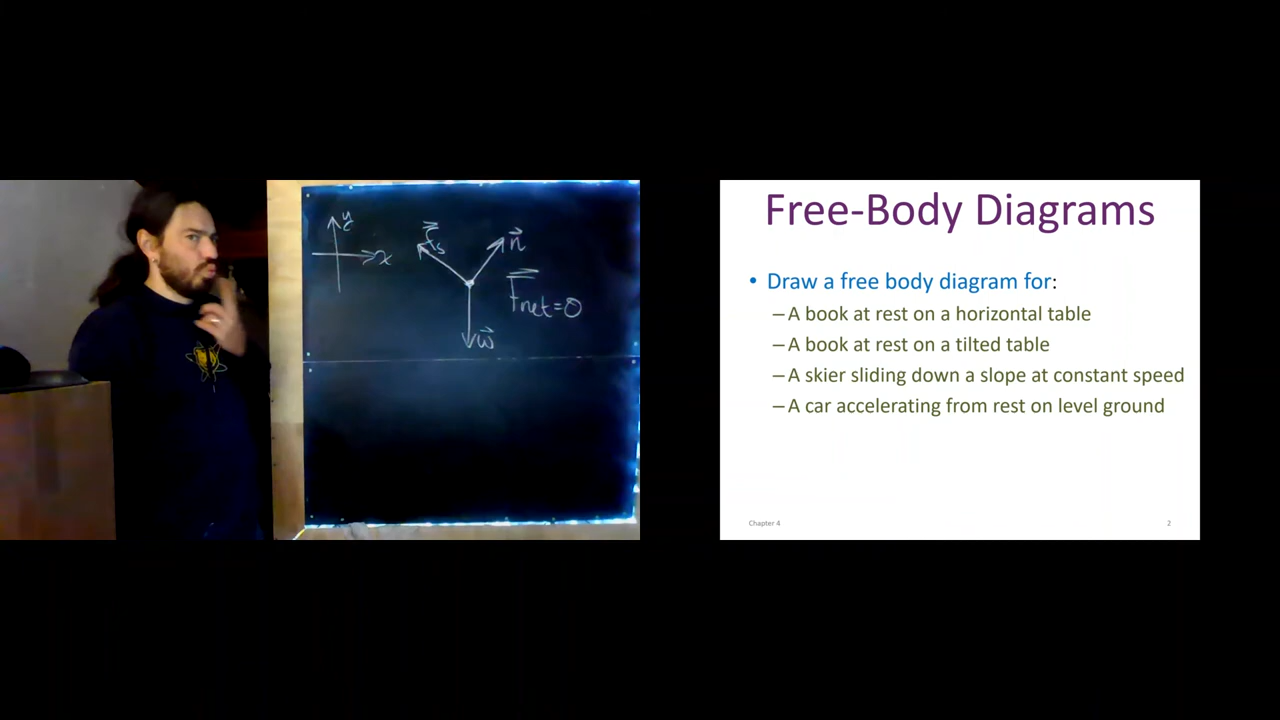 y
x
f⃗s
n⃗
F⃗net=0
w⃗
Free-Body Diagrams
• Draw a free body diagram for:
–A book at rest on a horizontal table
–A book at rest on a tilted table
–A skier sliding down a slope at constant speed
–A car accelerating from rest on level ground
Chapter 4
2